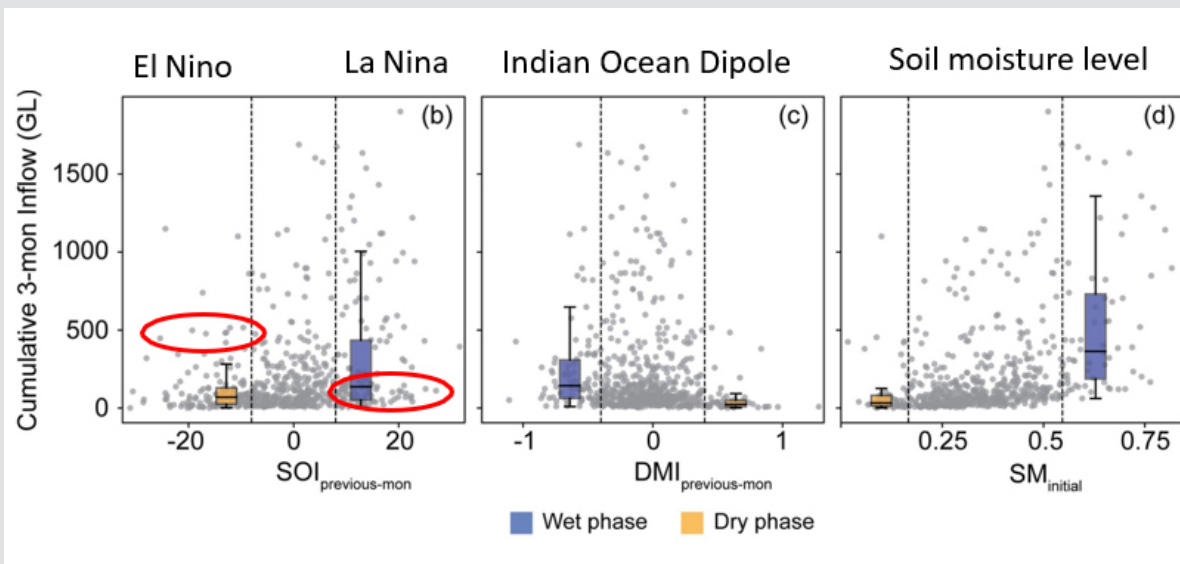 El Nino
La Nina
Indian Ocean Dipole
Soil moisture level
Cumulative 3-mon Inflow (GL)
1500
1000
500
0
(b)
-20 0 20
SOIprevious-mon
(c)
-1 0 1
DMIprevious-mon
(d)
0.25 0.5 0.75
SMinitial
Wet phase
Dry phase